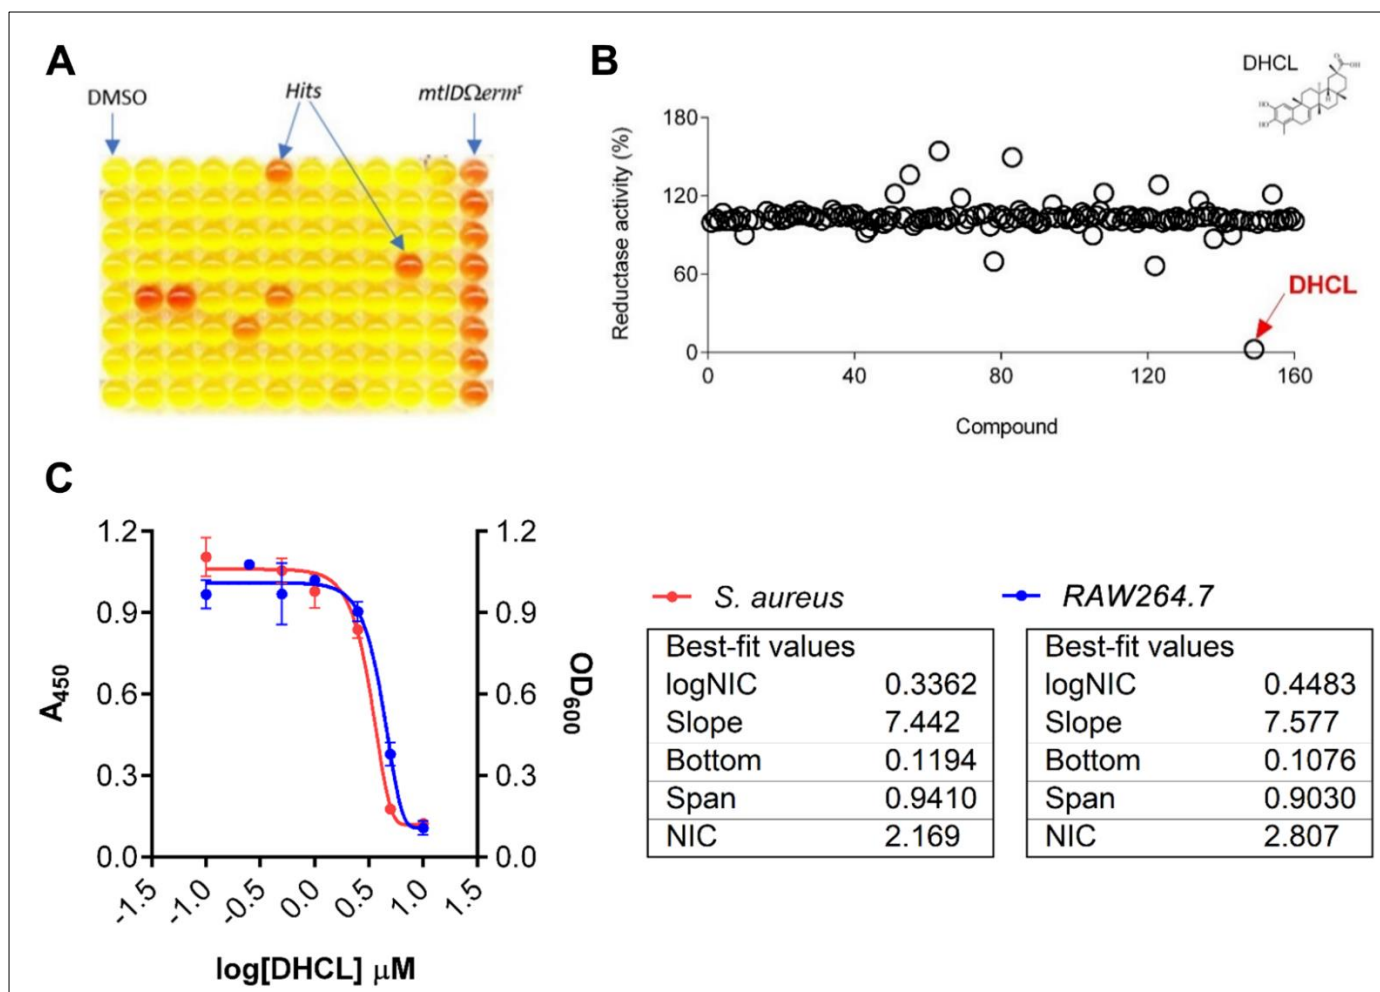 A
DMSO
Hits
mtlDΩermʳ
B
DHCL
O
OH
HO
HO
H
180
120
60
0
Reductase activity (%)
DHCL
0
40
80
120
160
Compound
C
1.2
0.9
0.6
0.3
0.0
A450
1.2
0.9
0.6
0.3
0.0
OD600
-1.5
-1.0
-0.5
0.0
0.5
1.0
1.5
log[DHCL] μM
S. aureus
RAW264.7
Best-fit values
logNIC 0.3362
Slope 7.442
Bottom 0.1194
Span 0.9410
NIC 2.169
Best-fit values
logNIC 0.4483
Slope 7.577
Bottom 0.1076
Span 0.9030
NIC 2.807